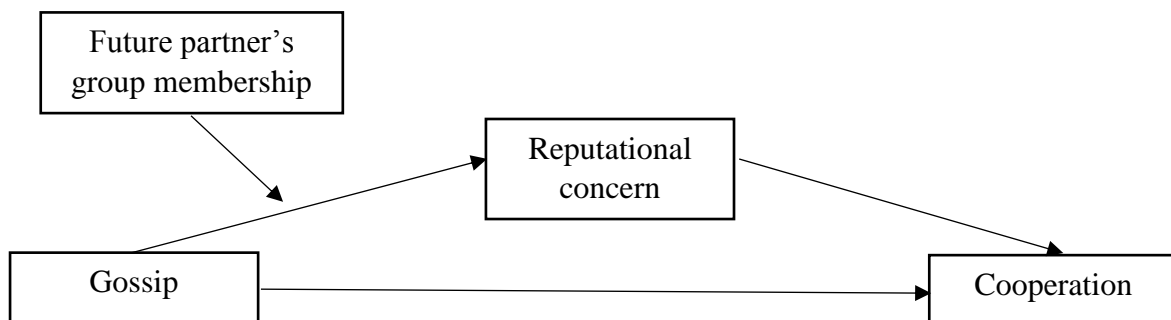 Future partner’s
group membership
Reputational
concern
Gossip
Cooperation